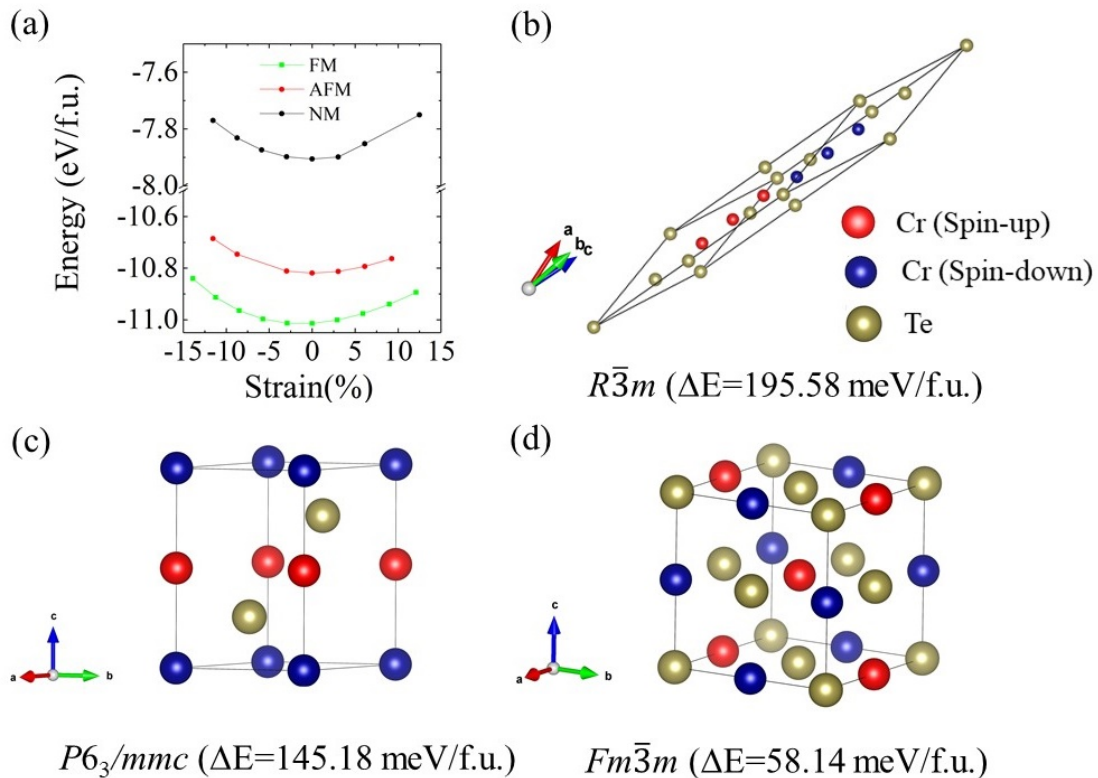 (a)
-7.6
-7.8
-8.0
-10.6
-10.8
-11.0
Energy (eV/f.u.)
FM
AFM
NM
-15 -10 -5 0 5 10 15
Strain(%)
(b)
a
b
c
Cr (Spin-up)
Cr (Spin-down)
Te
R3̅m (ΔE=195.58 meV/f.u.)
(c)
c
a
b
P6₃/mmc (ΔE=145.18 meV/f.u.)
(d)
c
a
b
Fm3̅m (ΔE=58.14 meV/f.u.)